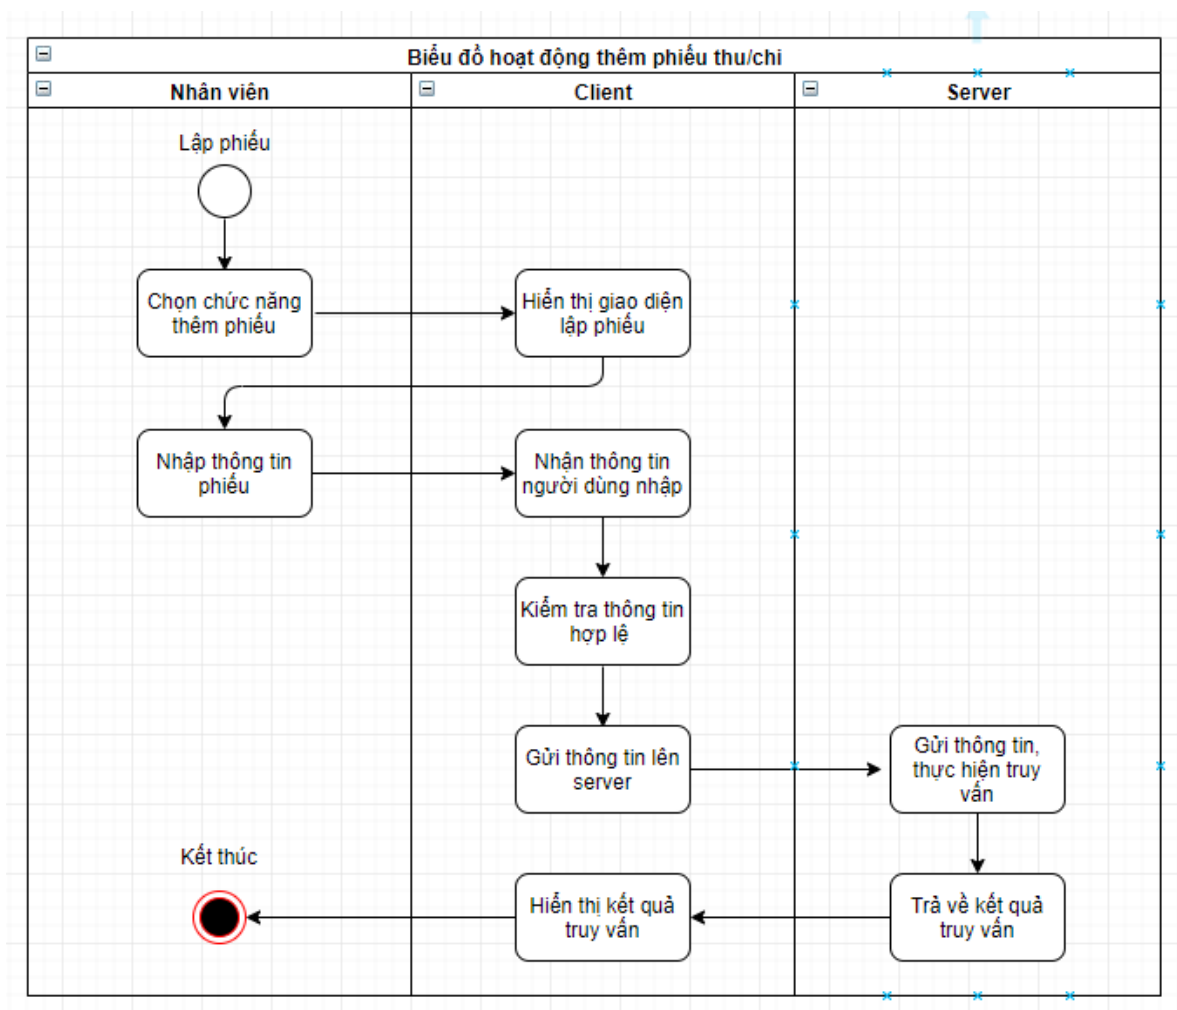 Biểu đồ hoạt động thêm phiếu thu/chi
Nhân viên
Client
Server
Lập phiếu
Chọn chức năng
thêm phiếu
Hiển thị giao diện
lập phiếu
Nhập thông tin
phiếu
Nhận thông tin
người dùng nhập
Kiểm tra thông tin
hợp lệ
Gửi thông tin lên
server
Gửi thông tin,
thực hiện truy
vấn
Kết thúc
Hiển thị kết quả
truy vấn
Trả về kết quả
truy vấn